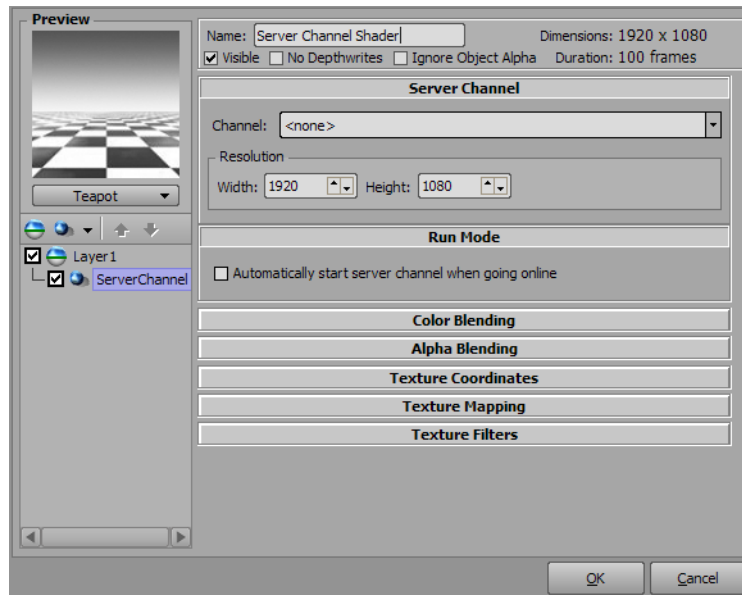 Preview
Name: Server Channel Shader Dimensions: 1920 x 1080
Visible No Depthwrites Ignore Object Alpha Duration: 100 frames
Server Channel
Channel: <none>
Resolution
Width: 1920 Height: 1080
Teapot
Run Mode
Layer1
Automatically start server channel when going online
ServerChannel
Color Blending
Alpha Blending
Texture Coordinates
Texture Mapping
Texture Filters
OK Cancel